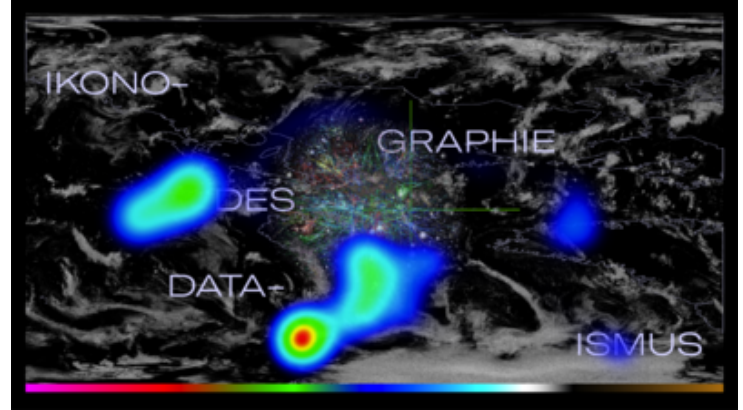 IKONO-
GRAPHIE
DES
DATA-
ISMUS